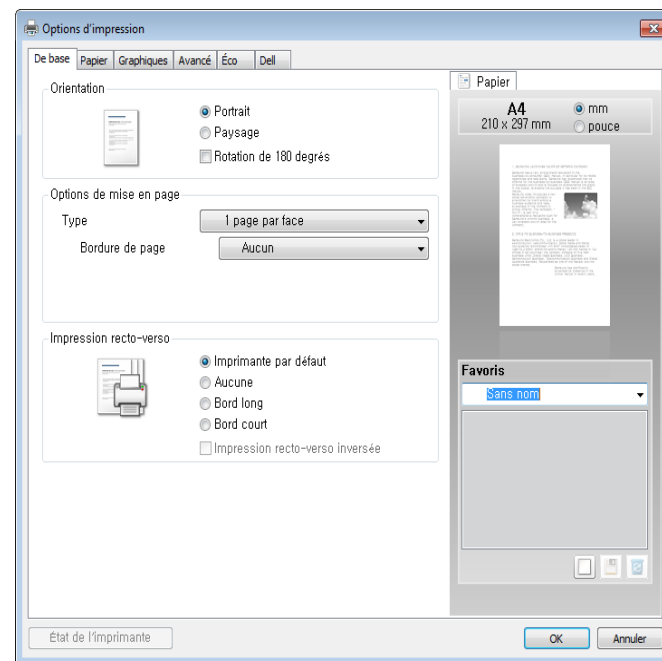 Options d'impression
De base Papier Graphiques Avancé Éco Dell
Orientation
Portrait
Paysage
Rotation de 180 degrés
Options de mise en page
Type 1 page par face
Bordure de page Aucun
Impression recto-verso
Imprimante par défaut
Aucune
Bord long
Bord court
Impression recto-verso inversée
Papier
A4 mm
210 x 297 mm pouce
Favoris
Sans nom
État de l'imprimante OK Annuler